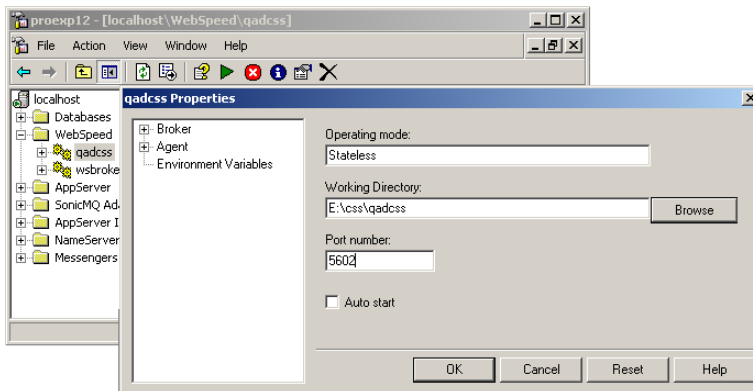 proexp12 - [localhost\WebSpeed\qadcss]
File Action View Window Help
localhost
Databases
WebSpeed
qadcss
wsbroke
AppServer
SonicMQ Ad
AppServer I
NameServer
Messengers
qadcss Properties
Broker
Agent
Environment Variables
Operating mode:
Stateless
Working Directory:
E:\css\qadcss
Browse
Port number:
5602
Auto start
OK Cancel Reset Help